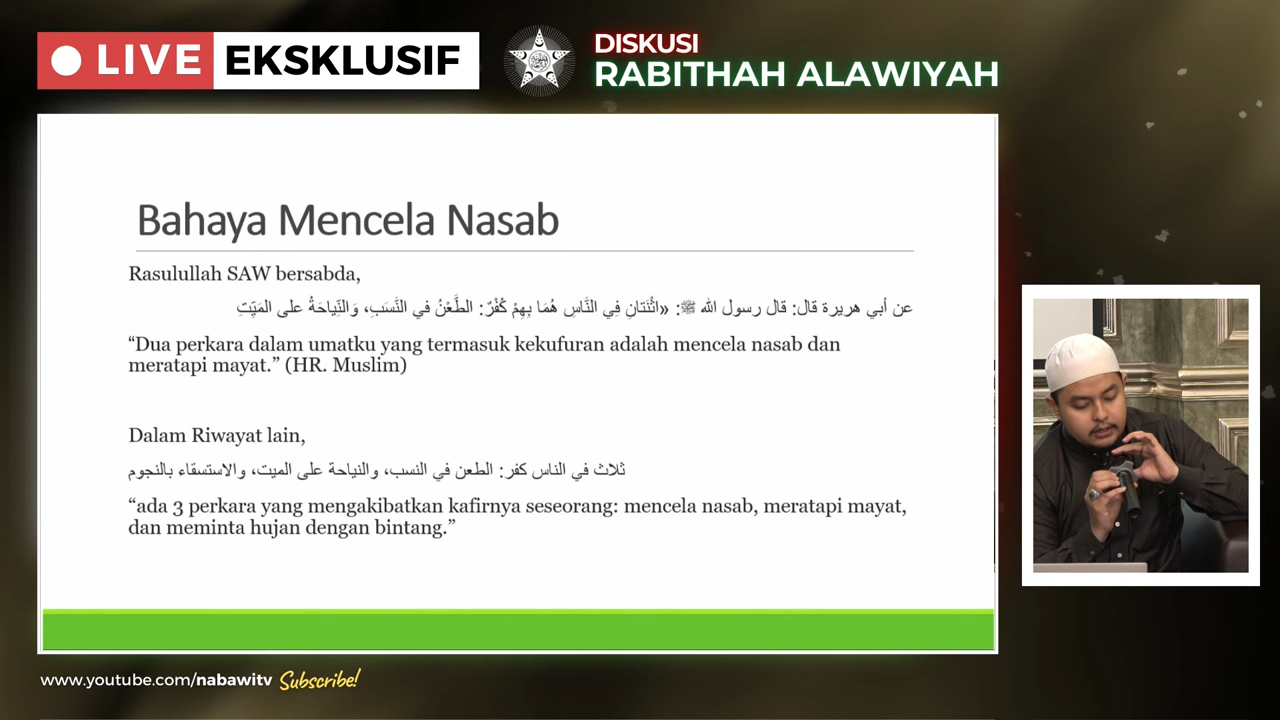 LIVE EKSKLUSIF
DISKUSI
RABITHAH ALAWIYAH
Bahaya Mencela Nasab
Rasulullah SAW bersabda,
عن أبي هريرة قال: قال رسول الله ﷺ: «اثْنَتانِ فِي النَّاسِ هُمَا بِهِمْ كُفْرٌ: الطَّعْنُ في النَّسَبِ، وَالنِّياحَةُ على المَيِّتِ
“Dua perkara dalam umatku yang termasuk kekufuran adalah mencela nasab dan
meratapi mayat.” (HR. Muslim)
Dalam Riwayat lain,
ثلاث في الناس كفر: الطعن في النسب، والنياحة على الميت، والاستسقاء بالنجوم
“ada 3 perkara yang mengakibatkan kafirnya seseorang: mencela nasab, meratapi mayat,
dan meminta hujan dengan bintang.”
www.youtube.com/nabawitv Subscribe!